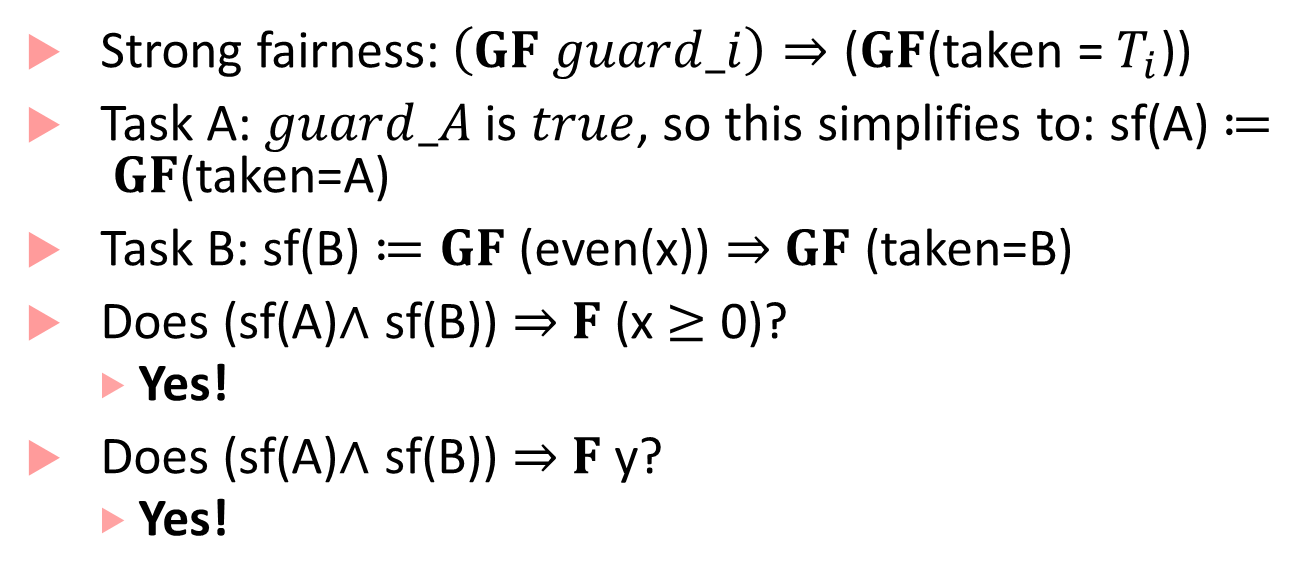 Strong fairness: (GF guard_i) ⇒ (GF(taken = Tᵢ))
Task A: guard_A is true, so this simplifies to: sf(A) ≔
GF(taken=A)
Task B: sf(B) ≔ GF (even(x)) ⇒ GF (taken=B)
Does (sf(A)∧ sf(B)) ⇒ F (x ≥ 0)?
Yes!
Does (sf(A)∧ sf(B)) ⇒ F y?
Yes!